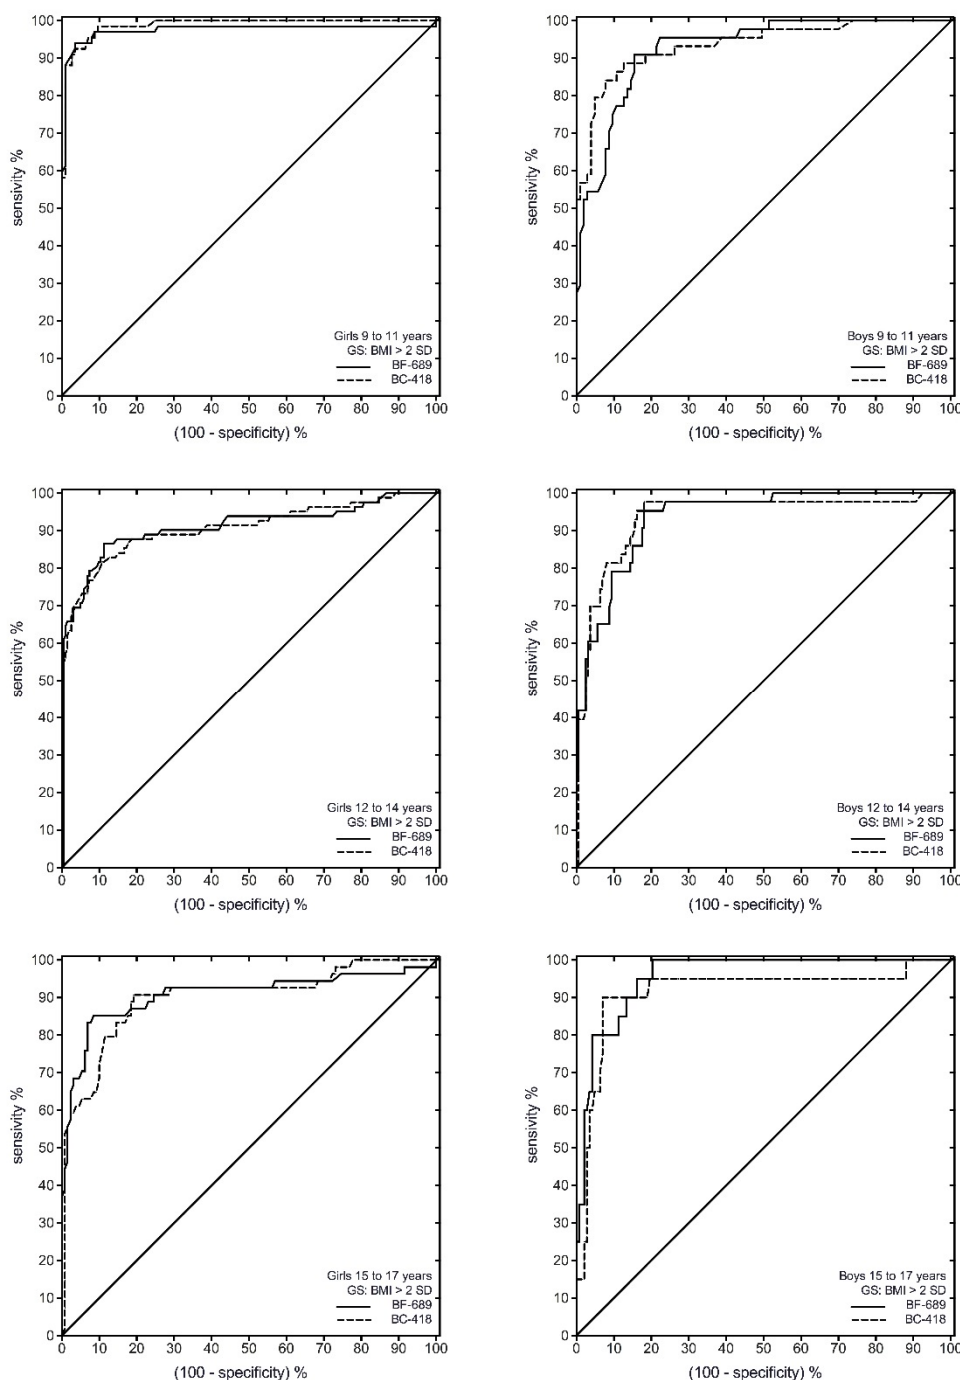 100
90
80
70
60
50
40
30
20
10
0
sensivity %
0 10 20 30 40 50 60 70 80 90 100
(100 - specificity) %
Girls 9 to 11 years
GS: BMI > 2 SD
BF-689
BC-418
100
90
80
70
60
50
40
30
20
10
0
sensivity %
0 10 20 30 40 50 60 70 80 90 100
(100 - specificity) %
Boys 9 to 11 years
GS: BMI > 2 SD
BF-689
BC-418
100
90
80
70
60
50
40
30
20
10
0
sensivity %
0 10 20 30 40 50 60 70 80 90 100
(100 - specificity) %
Girls 12 to 14 years
GS: BMI > 2 SD
BF-689
BC-418
100
90
80
70
60
50
40
30
20
10
0
sensivity %
0 10 20 30 40 50 60 70 80 90 100
(100 - specificity) %
Boys 12 to 14 years
GS: BMI > 2 SD
BF-689
BC-418
100
90
80
70
60
50
40
30
20
10
0
sensivity %
0 10 20 30 40 50 60 70 80 90 100
(100 - specificity) %
Girls 15 to 17 years
GS: BMI > 2 SD
BF-689
BC-418
100
90
80
70
60
50
40
30
20
10
0
sensivity %
0 10 20 30 40 50 60 70 80 90 100
(100 - specificity) %
Boys 15 to 17 years
GS: BMI > 2 SD
BF-689
BC-418